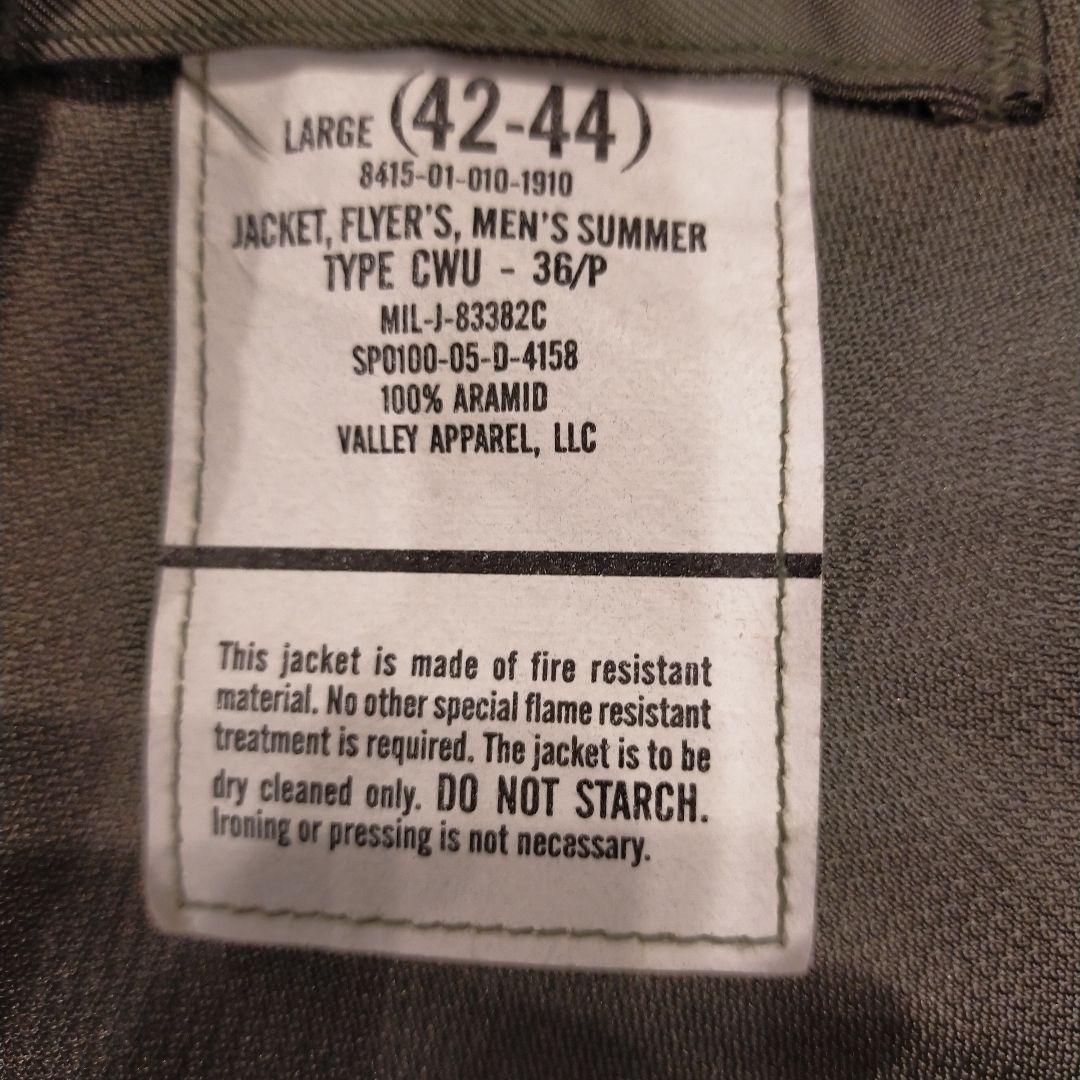 LARGE (42-44)
8415-01-010-1910
JACKET, FLYER'S, MEN'S SUMMER
TYPE CWU - 36/P
MIL-J-83382C
SP0100-05-D-4158
100% ARAMID
VALLEY APPAREL, LLC
This jacket is made of fire resistant
material. No other special flame resistant
treatment is required. The jacket is to be
dry cleaned only. DO NOT STARCH.
Ironing or pressing is not necessary.